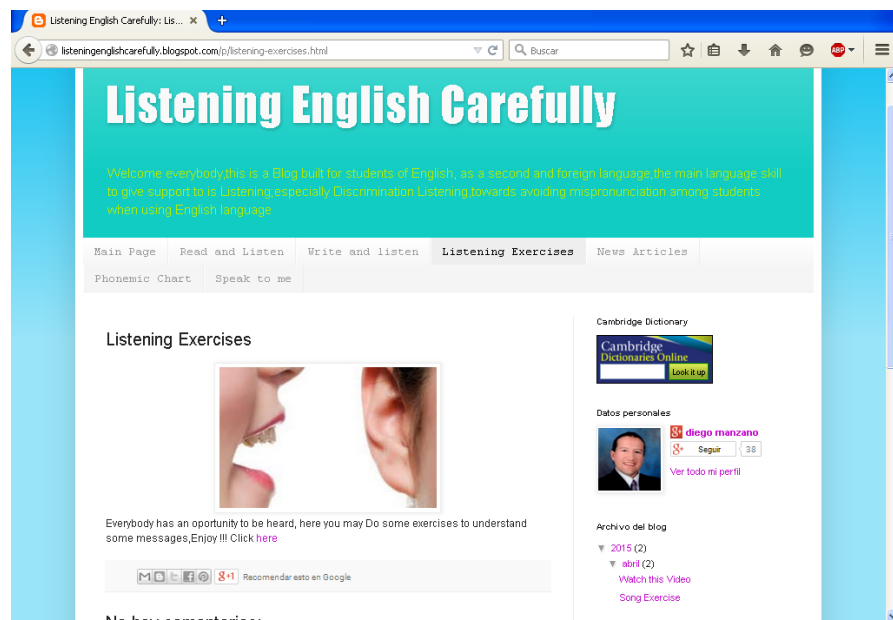 Listening English Carefully: Lis...
listeningenglishcarefully.blogspot.com/p/listening-exercises.html
Buscar
ABP
Listening English Carefully
Welcome everybody,this is a Blog built for students of English, as a second and foreign language,the main language skill
to give support to is Listening,especially Discrimination Listening,towards avoiding mispronunciation among students
when using English language
Main Page Read and Listen Write and listen Listening Exercises News Articles
Phonemic Chart Speak to me
Listening Exercises
Everybody has an oportunity to be heard, here you may Do some exercises to understand
some messages,Enjoy !!! Click here
+1 Recomendar esto en Google
Cambridge Dictionary
Cambridge
Dictionaries Online
Look it up
Datos personales
diego manzano
Seguir 38
Ver todo mi perfil
Archivo del blog
▼ 2015 (2)
▼ abril (2)
Watch this Video
Song Exercise